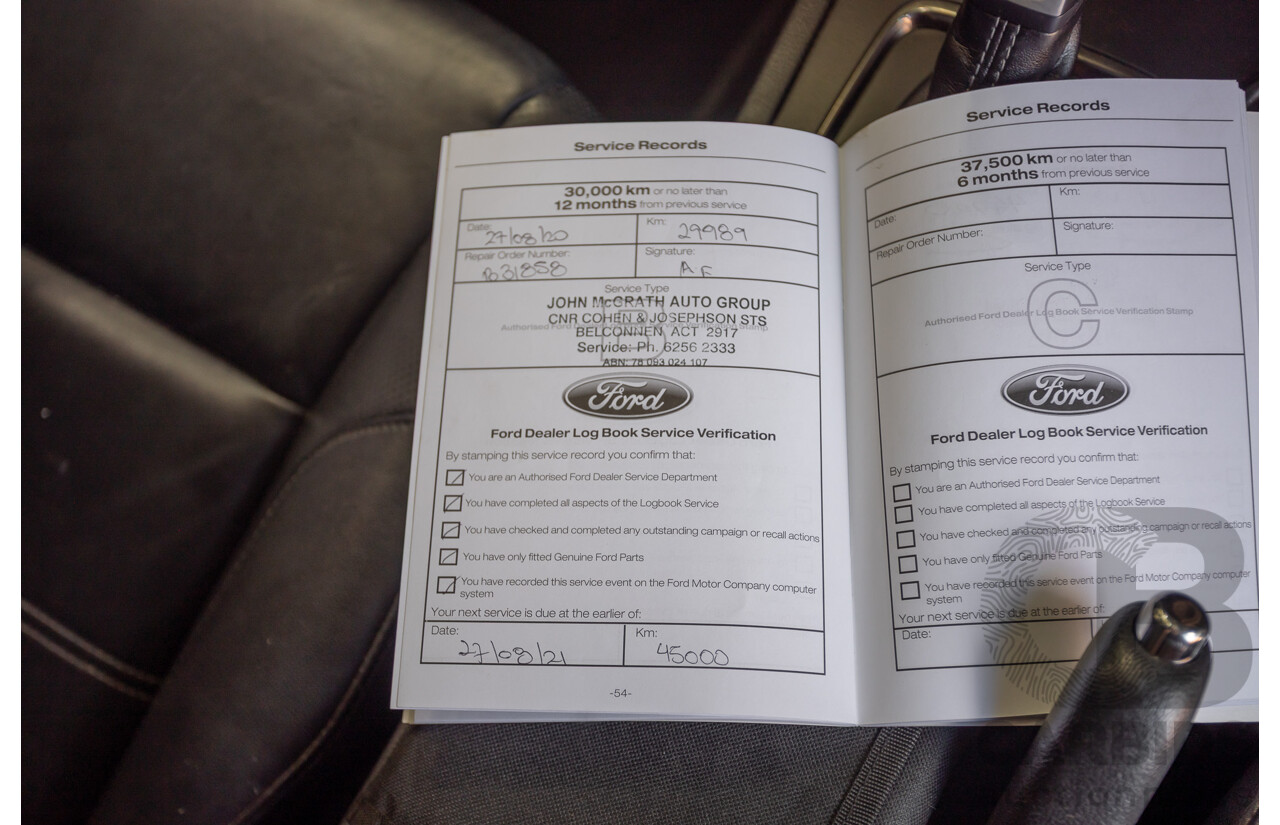 Service Records
30,000 km or no later than
12 months from previous service
Date: 27/08/20
Km: 29989
Repair Order Number:
Signature: A F
Service Type
JOHN McGRATH AUTO GROUP
CNR COHEN & JOSEPHSON STS
Authorised Ford
Stamp
BELCONNEN, ACT 2917
Service: Ph. 6256 2333
ABN: 78 093 024 107
Ford
Ford Dealer Log Book Service Verification
By stamping this service record you confirm that:
You are an Authorised Ford Dealer Service Department
You have completed all aspects of the Logbook Service
You have checked and completed any outstanding campaign or recall actions
You have only fitted Genuine Ford Parts
You have recorded this service event on the Ford Motor Company computer
system
Your next service is due at the earlier of:
Date: 27/08/21
Km: 45000
-54-
Service Records
37,500 km or no later than
6 months from previous service
Date:
Km:
Repair Order Number:
Signature:
Service Type
C
Authorised Ford Dealer Log Book Service Verification Stamp
Ford
Ford Dealer Log Book Service Verification
By stamping this service record you confirm that:
You are an Authorised Ford Dealer Service Department
You have completed all aspects of the Logbook Service
You have checked and completed any outstanding campaign or recall actions
You have only fitted Genuine Ford Parts
You have recorded this service event on the Ford Motor Company computer
system
Your next service is due at the earlier of:
Date: